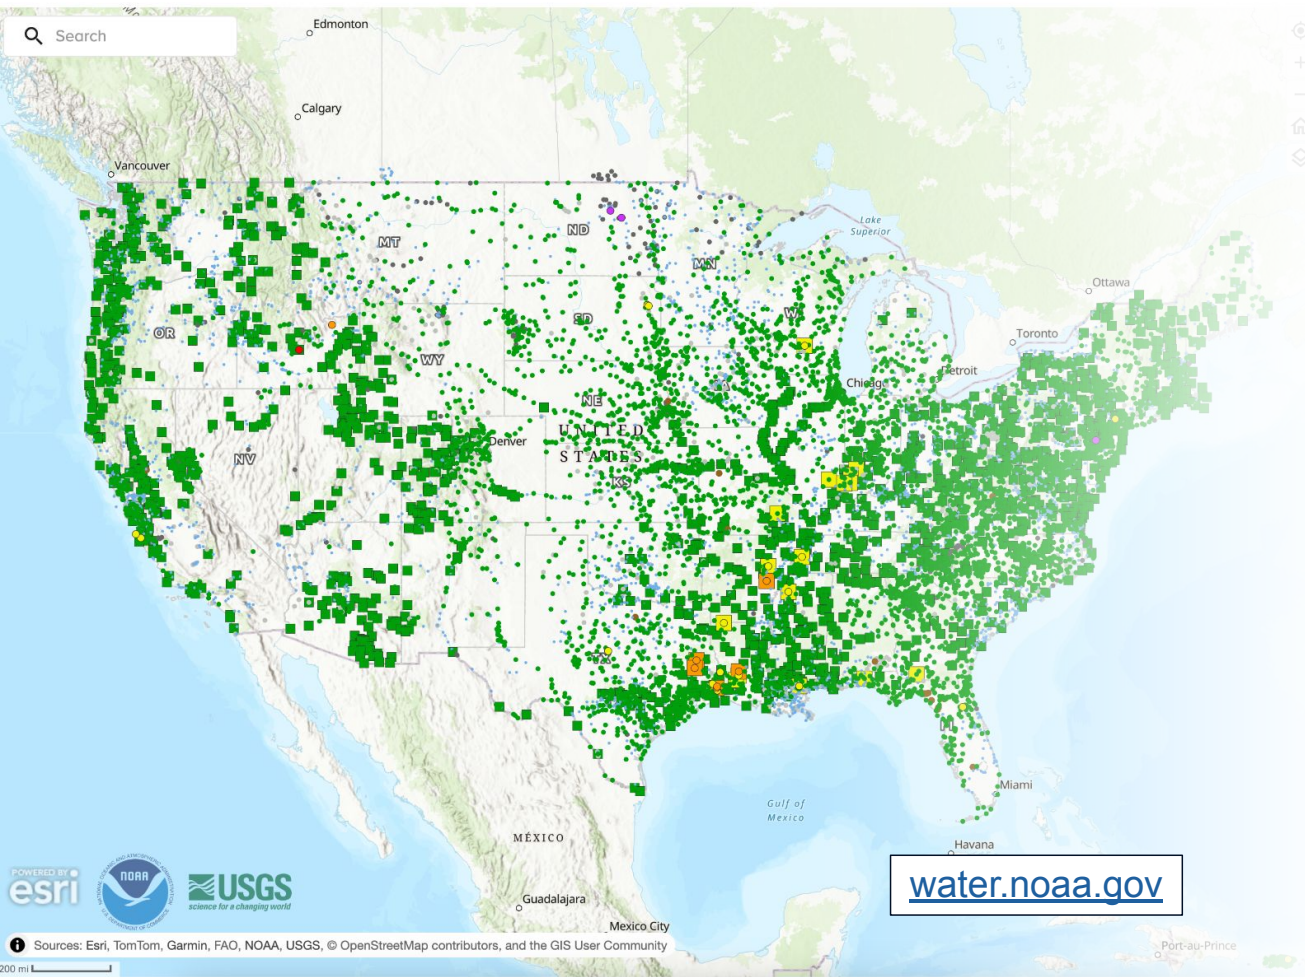 Edmonton
Search
Calgary
Vancouver
Lake
Superior
ND
MT
MN
Ottawa
OR
SD
W
Toronto
WY
Detroit
Chicag
NE
UNITED
Denver
STATES
NV
KS
Miami
Gulf of
Mexico
MÉXICO
Havana
POWERED BY
esri
NOAA
USGS
science for a changing world
water.noaa.gov
Guadalajara
Mexico City
Sources: Esri, TomTom, Garmin, FAO, NOAA, USGS, © OpenStreetMap contributors, and the GIS User Community
Port-au-Prince
200 mi